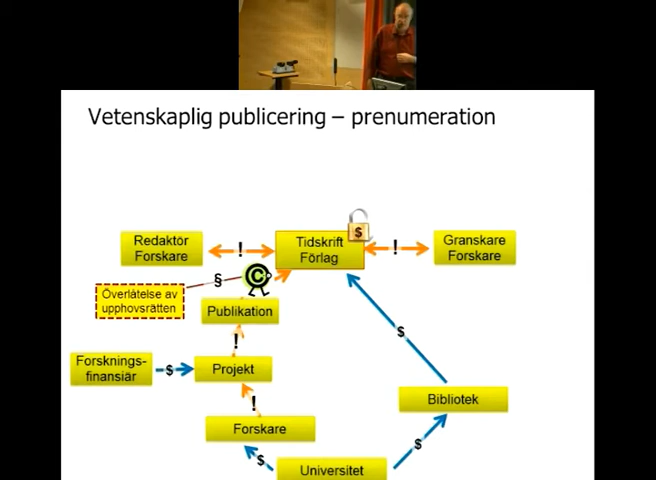 Vetenskaplig publicering – prenumeration
$
Redaktör
Forskare
!
Tidskrift
Förlag
!
Granskare
Forskare
§
©
Överlåtelse av
upphovsrätten
Publikation
!
$
Forsknings-
finansiär
$
Projekt
!
Bibliotek
Forskare
$
$
Universitet